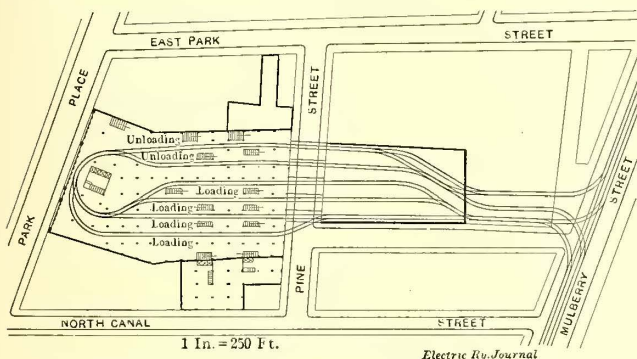 EAST PARK STREET
PLACE
STREET
Unloading
Unloading
Loading
Loading
Loading
STREET
PARK
PINE
MULBERRY
NORTH CANAL STREET
1 In. = 250 Ft.
Electric Ry. Journal